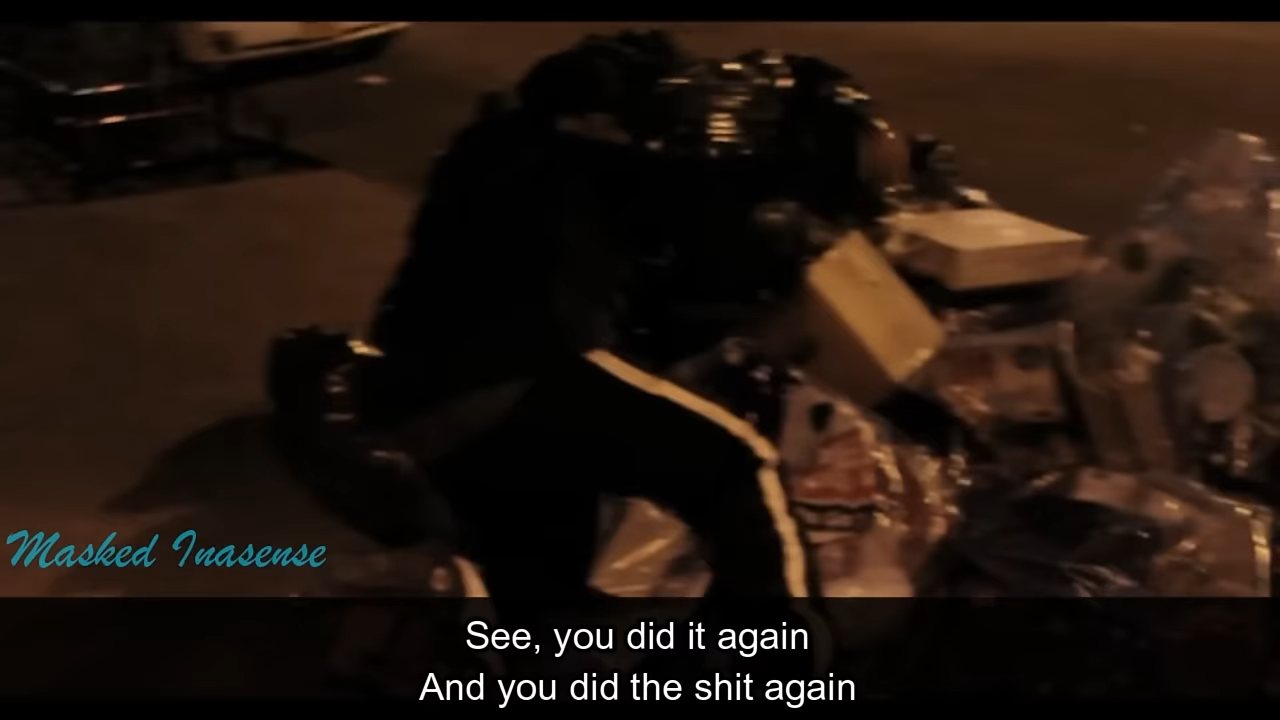 Masked Inasense
See, you did it again
And you did the shit again